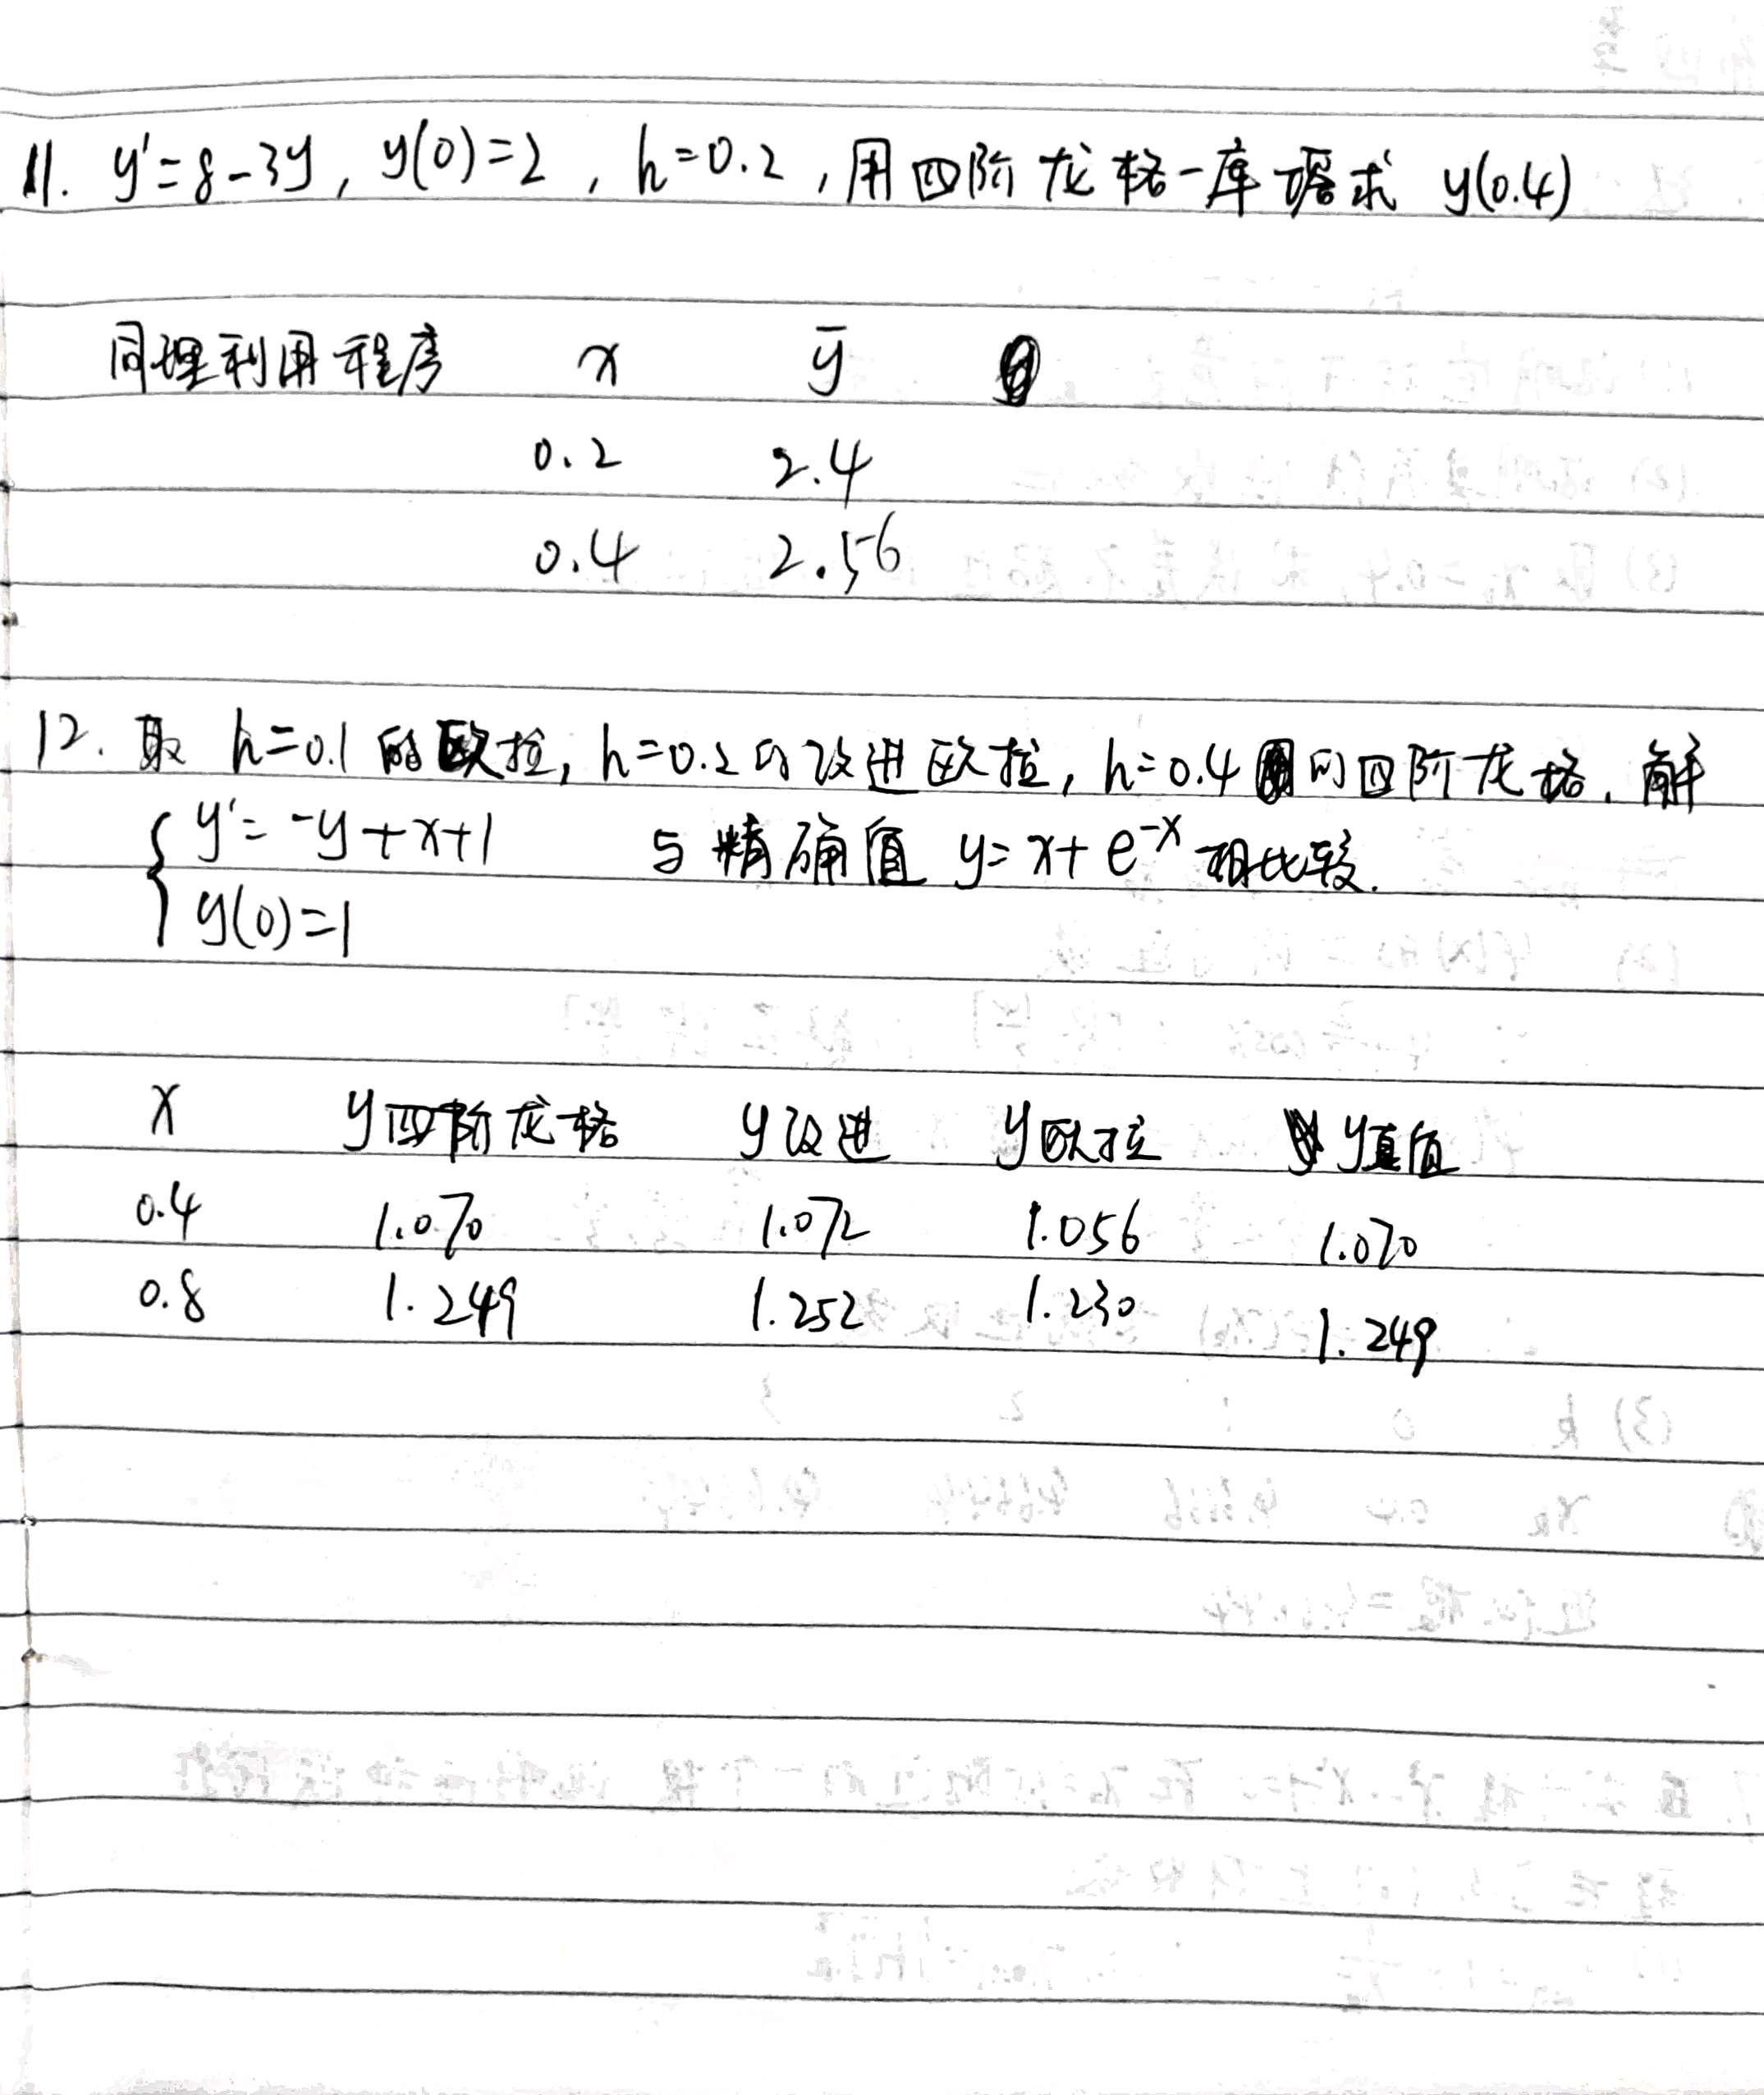 11. y'=8-3y, y(0)=2, h=0.2, 用四阶龙格-库塔求 y(0.4)
同理利用程序 x ȳ
0.2 2.4
0.4 2.56
12. 取 h=0.1 的欧拉, h=0.2的改进欧拉, h=0.4 的四阶龙格. 解
{ y'= -y+x+1 与精确值 y= x+e^-x 相比较.
y(0)=1
x y四阶龙格 y改进 y欧拉 y真值
0.4 1.070 1.072 1.056 1.070
0.8 1.249 1.252 1.230 1.249